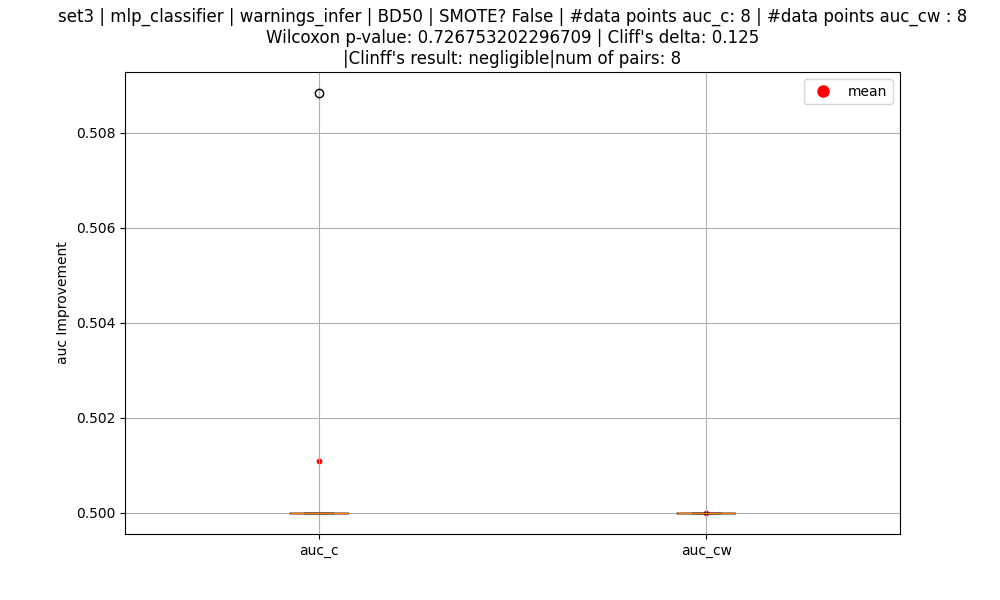 set3 | mlp_classifier | warnings_infer | BD50 | SMOTE? False | #data points auc_c: 8 | #data points auc_cw : 8
Wilcoxon p-value: 0.726753202296709 | Cliff's delta: 0.125
|Clinff's result: negligible|num of pairs: 8
mean
0.508
0.506
0.504
0.502
0.500
auc Improvement
auc_c
auc_cw